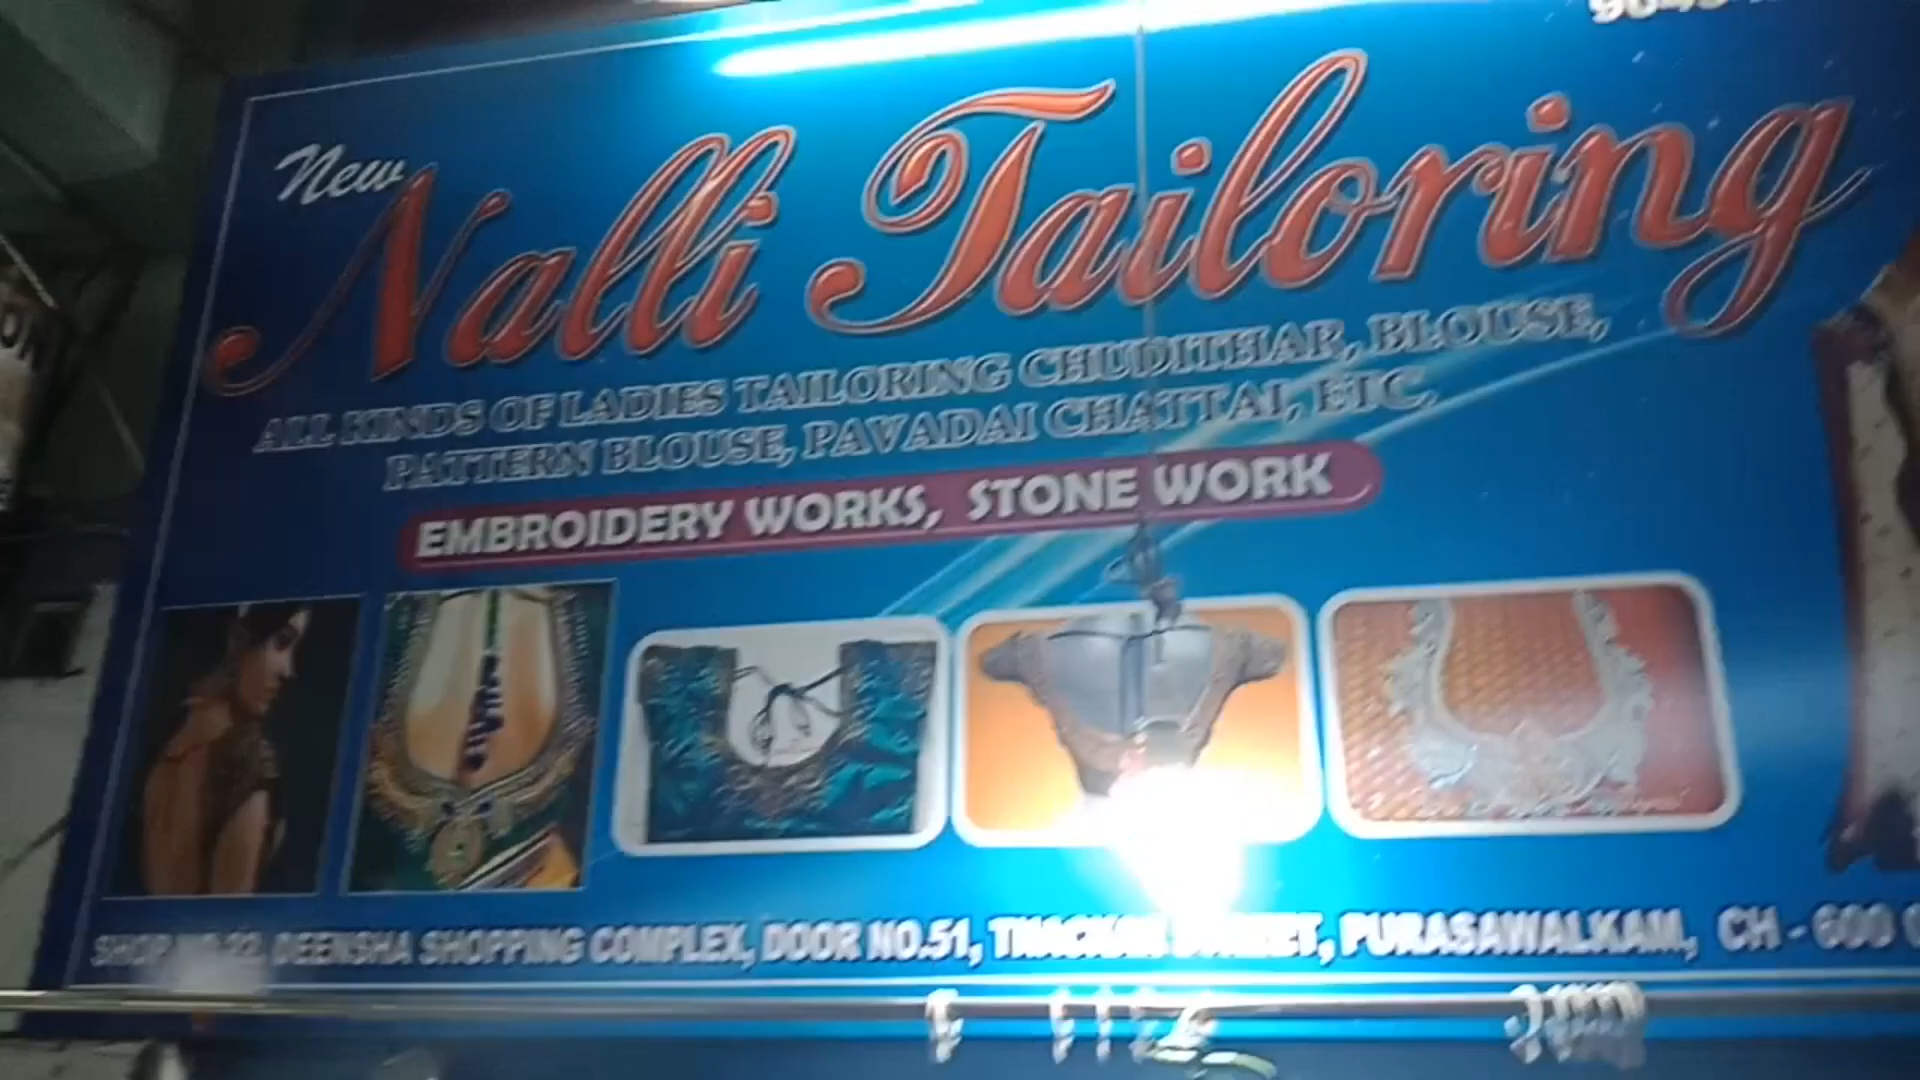 New
Nalli Tailoring
ALL KINDS OF LADIES TAILORING CHUDITHAR, BLOUSE,
PATTERN BLOUSE, PAVADAI CHATTAI, ETC.
EMBROIDERY WORKS, STONE WORK
DEENSHA SHOPPING COMPLEX, DOOR NO.51, PURASAWALKAM, CH - 600